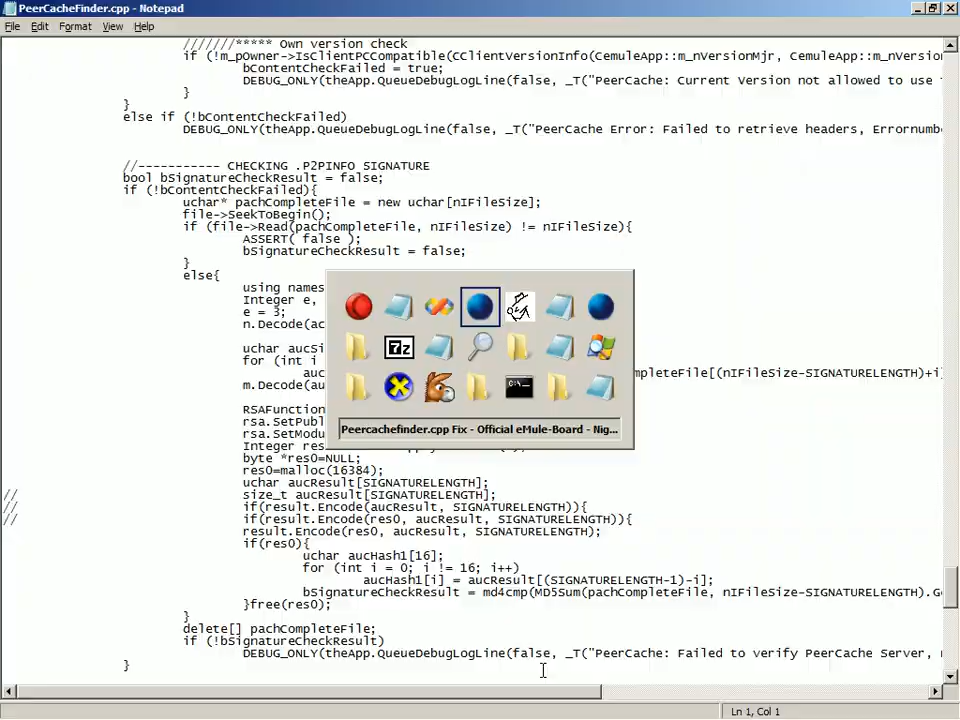 PeerCacheFinder.cpp - Notepad
File Edit Format View Help
///////***** Own version check
if (!m_pOwner->IsClientPCCompatible(CClientVersionInfo(CemuleApp::m_nVersionMjr, CemuleApp::m_nVersion
bContentCheckFailed = true;
DEBUG_ONLY(theApp.QueueDebugLogLine(false, _T("PeerCache: Current version not allowed to use
}
}
else if (!bContentCheckFailed)
DEBUG_ONLY(theApp.QueueDebugLogLine(false, _T("PeerCache Error: Failed to retrieve headers, Errornumbe
//----------- CHECKING .P2PINFO SIGNATURE
bool bSignatureCheckResult = false;
if (!bContentCheckFailed){
uchar* pachCompleteFile = new uchar[nIFileSize];
file->SeekToBegin();
if (file->Read(pachCompleteFile, nIFileSize) != nIFileSize){
ASSERT( false );
bSignatureCheckResult = false;
}
else{
using names
Integer e,
e = 3;
n.Decode(ac
uchar aucSi
for (int i
auc mpleteFile[(nIFileSize-SIGNATURELENGTH)+i]
m.Decode(au
RSAFunction
rsa.SetPubl
rsa.SetModu
Integer res
byte *res0=NULL;
res0=malloc(16384);
uchar aucResult[SIGNATURELENGTH];
// size_t aucResult[SIGNATURELENGTH];
// if(result.Encode(aucResult, SIGNATURELENGTH)){
// if(result.Encode(res0, aucResult, SIGNATURELENGTH)){
result.Encode(res0, aucResult, SIGNATURELENGTH);
if(res0){
uchar aucHash1[16];
for (int i = 0; i != 16; i++)
aucHash1[i] = aucResult[(SIGNATURELENGTH-1)-i];
bSignatureCheckResult = md4cmp(MD5Sum(pachCompleteFile, nIFileSize-SIGNATURELENGTH).Ge
}free(res0);
}
delete[] pachCompleteFile;
if (!bSignatureCheckResult)
DEBUG_ONLY(theApp.QueueDebugLogLine(false, _T("PeerCache: Failed to verify PeerCache Server,
}
7z
C:\_
Peercachefinder.cpp Fix - Official eMule-Board - Nig...
Ln 1, Col 1